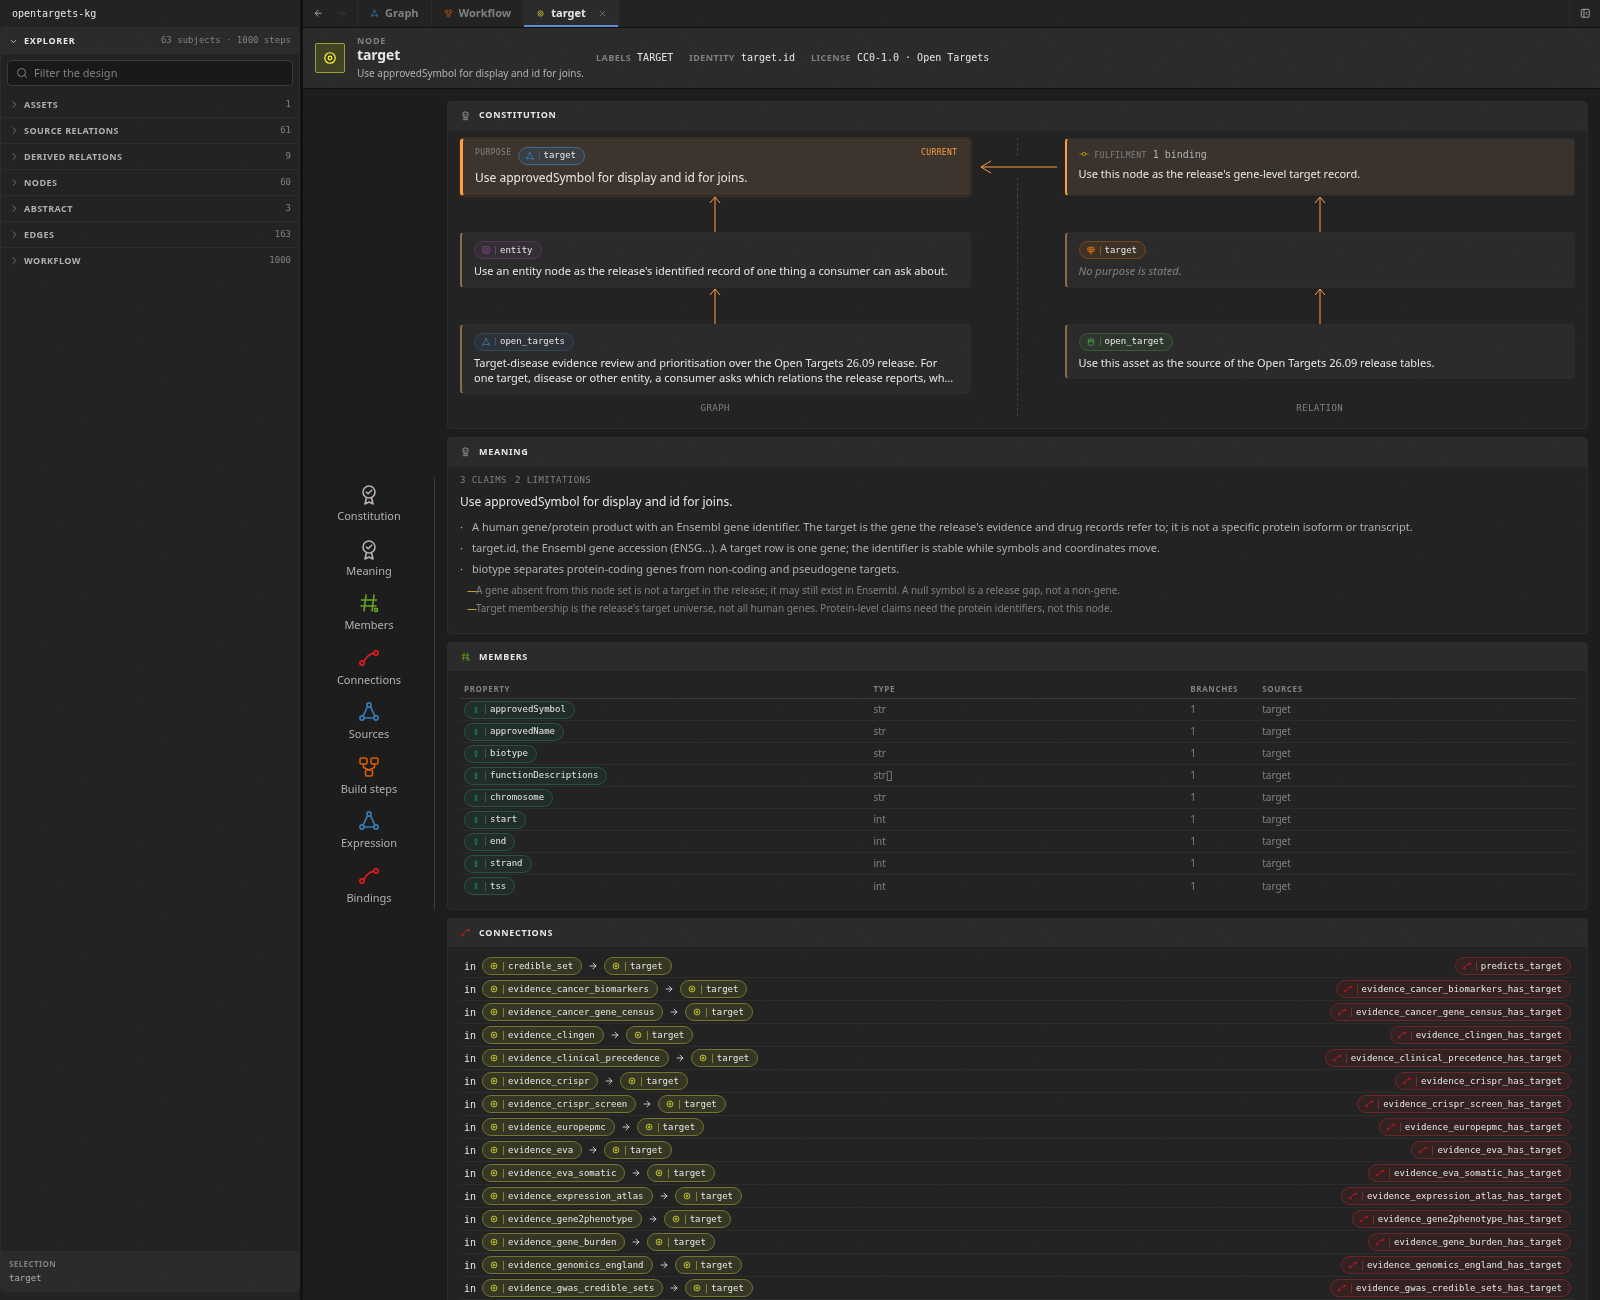 opentargets-kg
EXPLORER 63 subjects · 1000 steps
Filter the design
ASSETS 1
SOURCE RELATIONS 61
DERIVED RELATIONS 9
NODES 60
ABSTRACT 3
EDGES 163
WORKFLOW 1000
SELECTION
target
← → Graph Workflow target ×
NODE
target
Use approvedSymbol for display and id for joins.
LABELS TARGET IDENTITY target.id LICENSE CC0-1.0 · Open Targets
Constitution
Meaning
Members
Connections
Sources
Build steps
Expression
Bindings
CONSTITUTION
PURPOSE target CURRENT
Use approvedSymbol for display and id for joins.
FULFILMENT 1 binding
Use this node as the release's gene-level target record.
entity
Use an entity node as the release's identified record of one thing a consumer can ask about.
target
No purpose is stated.
open_targets
Target-disease evidence review and prioritisation over the Open Targets 26.09 release. For
one target, disease or other entity, a consumer asks which relations the release reports, wh...
open_target
Use this asset as the source of the Open Targets 26.09 release tables.
GRAPH
RELATION
MEANING
3 CLAIMS 2 LIMITATIONS
Use approvedSymbol for display and id for joins.
· A human gene/protein product with an Ensembl gene identifier. The target is the gene the release's evidence and drug records refer to; it is not a specific protein isoform or transcript.
· target.id, the Ensembl gene accession (ENSG...). A target row is one gene; the identifier is stable while symbols and coordinates move.
· biotype separates protein-coding genes from non-coding and pseudogene targets.
—A gene absent from this node set is not a target in the release; it may still exist in Ensembl. A null symbol is a release gap, not a non-gene.
—Target membership is the release's target universe, not all human genes. Protein-level claims need the protein identifiers, not this node.
MEMBERS
PROPERTY TYPE BRANCHES SOURCES
approvedSymbol str 1 target
approvedName str 1 target
biotype str 1 target
functionDescriptions str[] 1 target
chromosome str 1 target
start int 1 target
end int 1 target
strand int 1 target
tss int 1 target
CONNECTIONS
in credible_set → target predicts_target
in evidence_cancer_biomarkers → target evidence_cancer_biomarkers_has_target
in evidence_cancer_gene_census → target evidence_cancer_gene_census_has_target
in evidence_clingen → target evidence_clingen_has_target
in evidence_clinical_precedence → target evidence_clinical_precedence_has_target
in evidence_crispr → target evidence_crispr_has_target
in evidence_crispr_screen → target evidence_crispr_screen_has_target
in evidence_europepmc → target evidence_europepmc_has_target
in evidence_eva → target evidence_eva_has_target
in evidence_eva_somatic → target evidence_eva_somatic_has_target
in evidence_expression_atlas → target evidence_expression_atlas_has_target
in evidence_gene2phenotype → target evidence_gene2phenotype_has_target
in evidence_gene_burden → target evidence_gene_burden_has_target
in evidence_genomics_england → target evidence_genomics_england_has_target
in evidence_gwas_credible_sets → target evidence_gwas_credible_sets_has_target